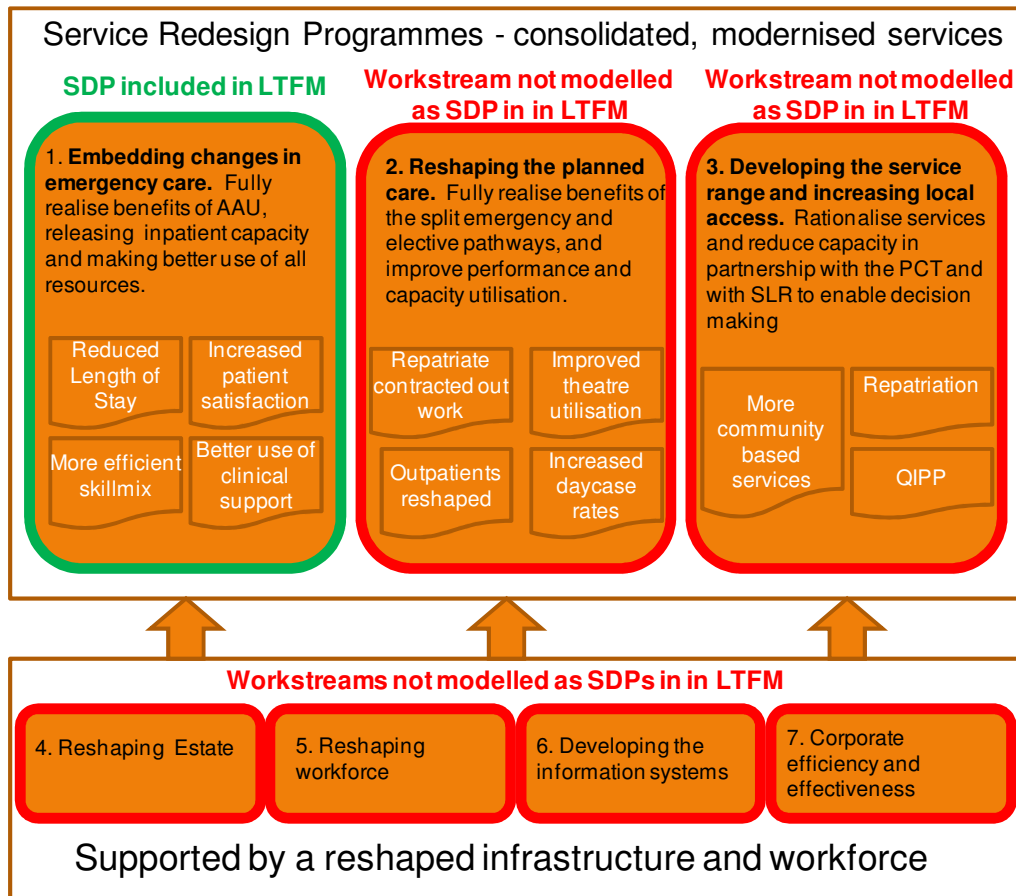 Service Redesign Programmes - consolidated, modernised services
SDP included in LTFM
Workstream not modelled
as SDP in in LTFM
Workstream not modelled
as SDP in in LTFM
1. Embedding changes in
emergency care. Fully
realise benefits of AAU,
releasing inpatient capacity
and making better use of all
resources.
Reduced
Length of
Stay
Increased
patient
satisfaction
More efficient
skillmix
Better use of
clinical
support
2. Reshaping the planned
care. Fully realise benefits of
the split emergency and
elective pathways, and
improve performance and
capacity utilisation.
Repatriate
contracted out
work
Improved
theatre
utilisation
Outpatients
reshaped
Increased
daycase
rates
3. Developing the service
range and increasing local
access. Rationalise services
and reduce capacity in
partnership with the PCT and
with SLR to enable decision
making
More
community
based
services
Repatriation
QIPP
Workstreams not modelled as SDPs in in LTFM
4. Reshaping Estate
5. Reshaping
workforce
6. Developing the
information systems
7. Corporate
efficiency and
effectiveness
Supported by a reshaped infrastructure and workforce